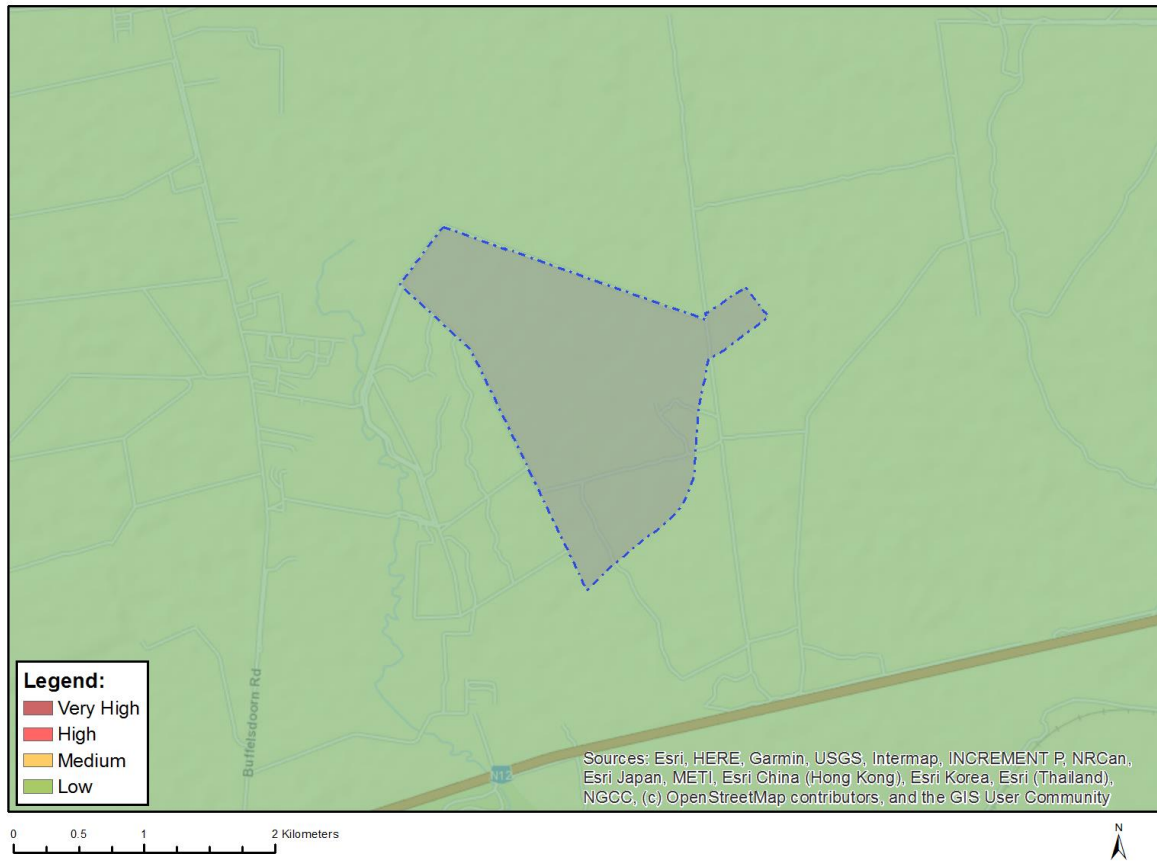 Buffelsdoorn Rd
N12
Legend:
Very High
High
Medium
Low
Sources: Esri, HERE, Garmin, USGS, Intermap, INCREMENT P, NRCan,
Esri Japan, METI, Esri China (Hong Kong), Esri Korea, Esri (Thailand),
NGCC, (c) OpenStreetMap contributors, and the GIS User Community
0 0.5 1 2 Kilometers
N